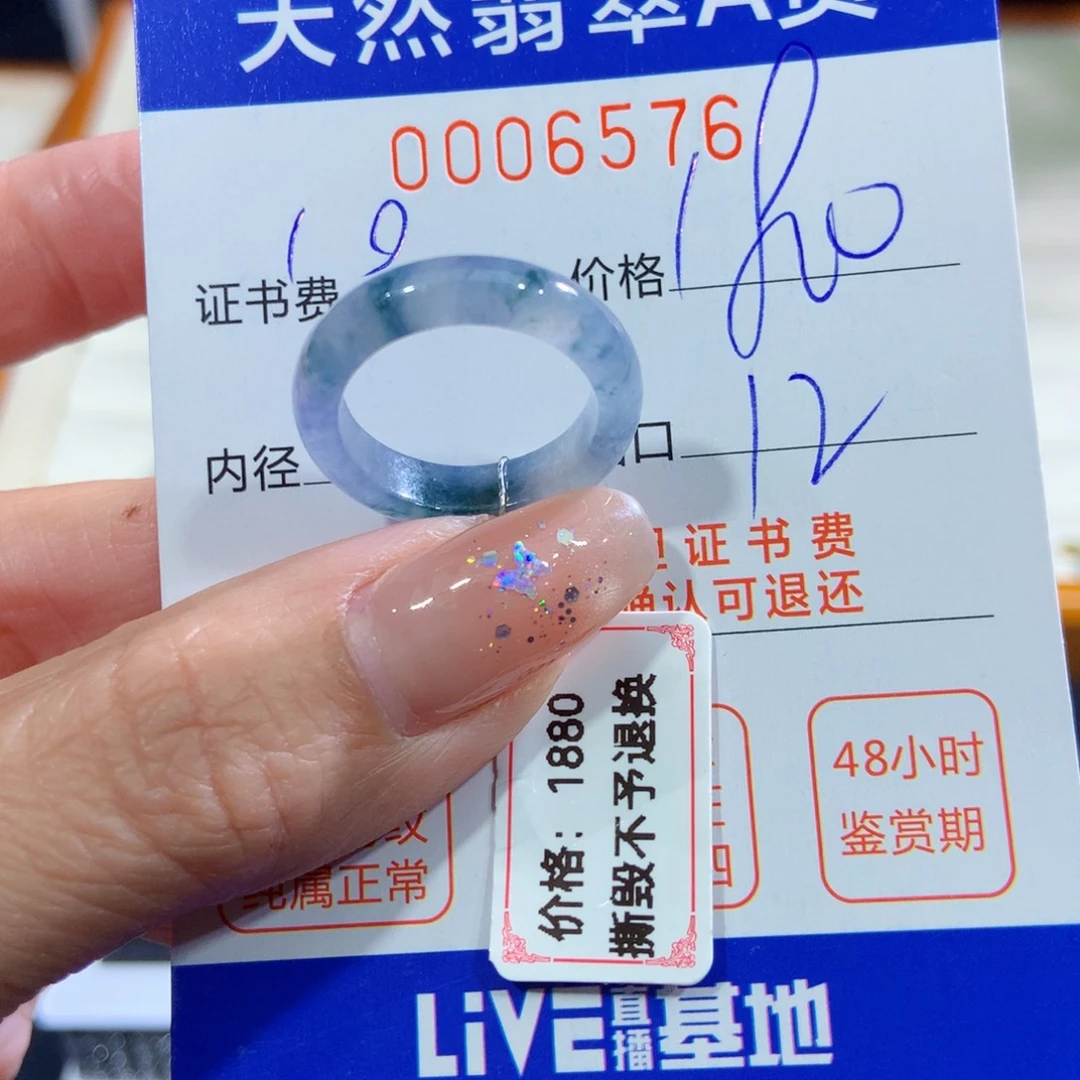 天然翡翠A货
0006576
证书费 19 价格 180
内径 口 12
证书费
确认可退还
价格：1880
撕毁不予退换
48小时
鉴赏期
纯属正常
LiVE直播基地